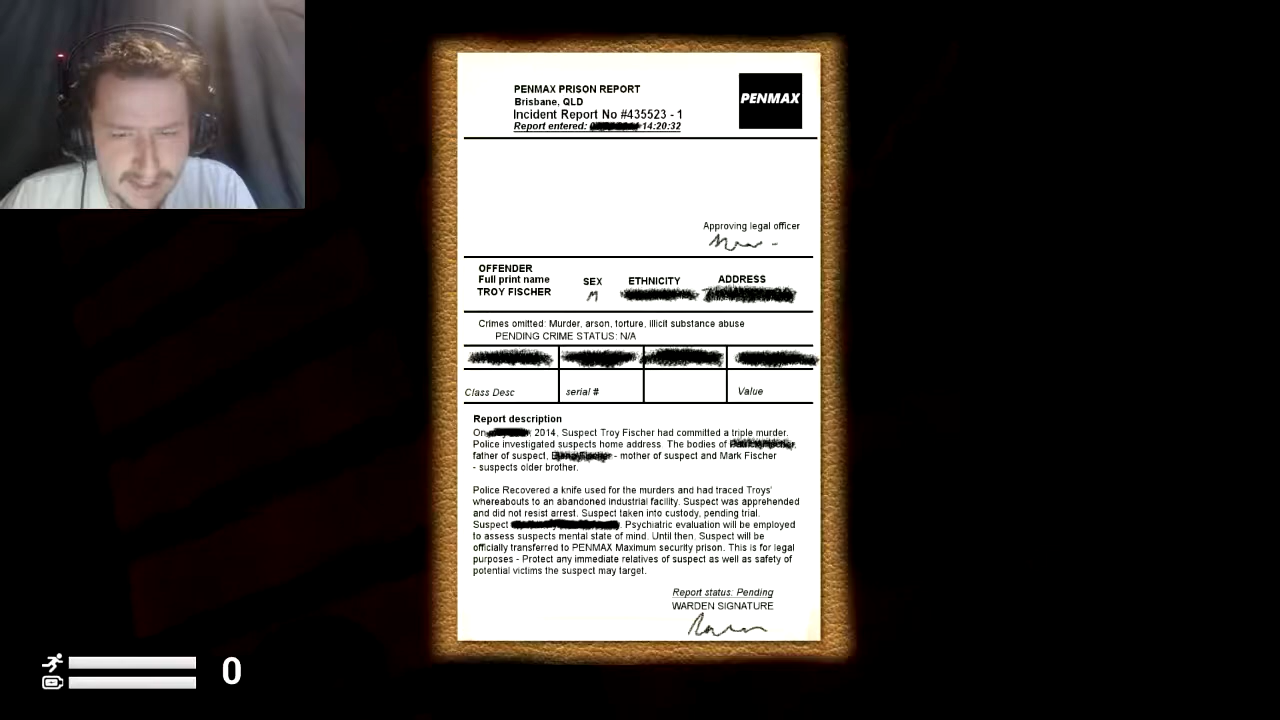 PENMAX PRISON REPORT
Brisbane, QLD
Incident Report No #435523 - 1
Report entered: 14:20:32
PENMAX
Approving legal officer
OFFENDER
Full print name SEX ETHNICITY ADDRESS
TROY FISCHER M
Crimes omitted: Murder, arson, torture, illicit substance abuse
PENDING CRIME STATUS: N/A
Class Desc serial # Value
Report description
On 2014, Suspect Troy Fischer had committed a triple murder.
Police investigated suspects home address. The bodies of
father of suspect, - mother of suspect and Mark Fischer
- suspects older brother.
Police Recovered a knife used for the murders and had traced Troys'
whereabouts to an abandoned industrial facility. Suspect was apprehended
and did not resist arrest. Suspect taken into custody, pending trial.
Suspect . Psychiatric evaluation will be employed
to assess suspects mental state of mind. Until then, Suspect will be
officially transferred to PENMAX Maximum security prison. This is for legal
purposes - Protect any immediate relatives of suspect as well as safety of
potential victims the suspect may target.
Report status: Pending
WARDEN SIGNATURE
0